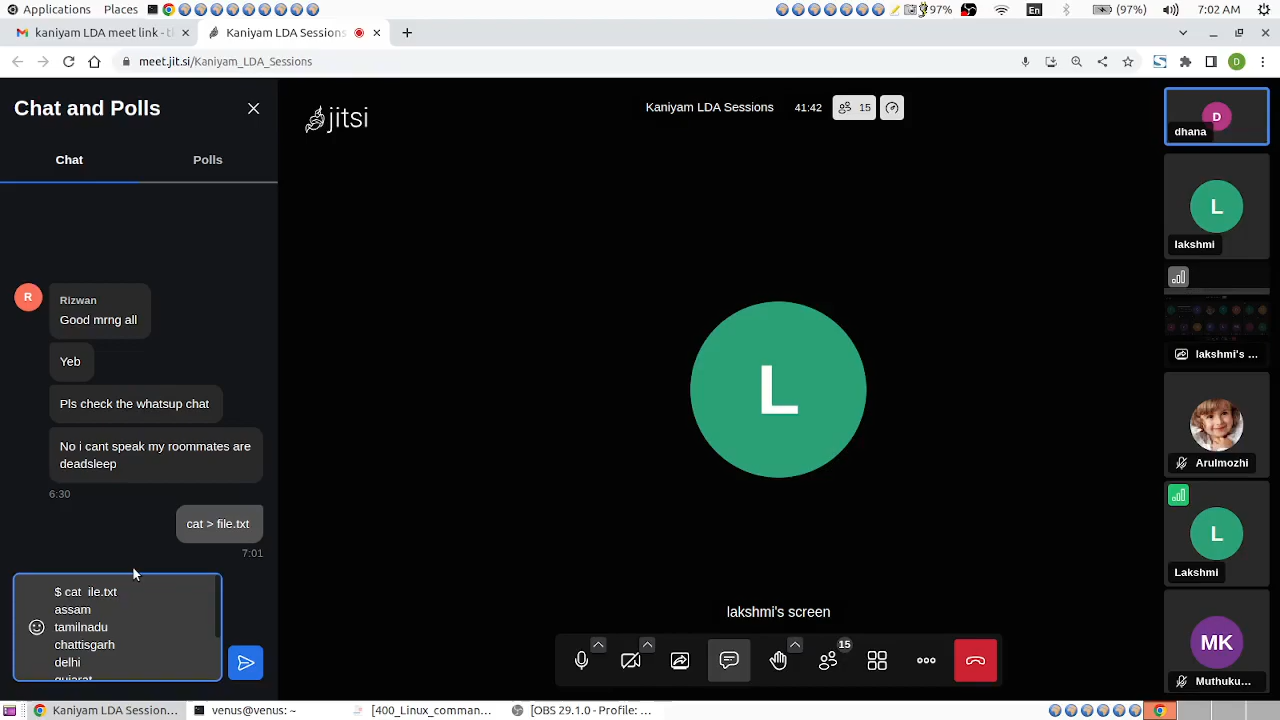 Applications Places 97% En (97%) 7:02 AM
kaniyam LDA meet link - t
Kaniyam LDA Sessions
meet.jit.si/Kaniyam_LDA_Sessions
D
Chat and Polls
Chat Polls
R
Rizwan
Good mrng all
Yeb
Pls check the whatsup chat
No i cant speak my roommates are
deadsleep
6:30
cat > file.txt
7:01
$ cat ile.txt
assam
tamilnadu
chattisgarh
delhi
gujarat
jitsi
Kaniyam LDA Sessions 41:42 15
L
lakshmi's screen
15
D
dhana
L
lakshmi
lakshmi's ...
Arulmozhi
L
Lakshmi
MK
Muthuku...
Kaniyam LDA Session...
venus@venus: ~
[400_Linux_comman...
[OBS 29.1.0 - Profile: ...